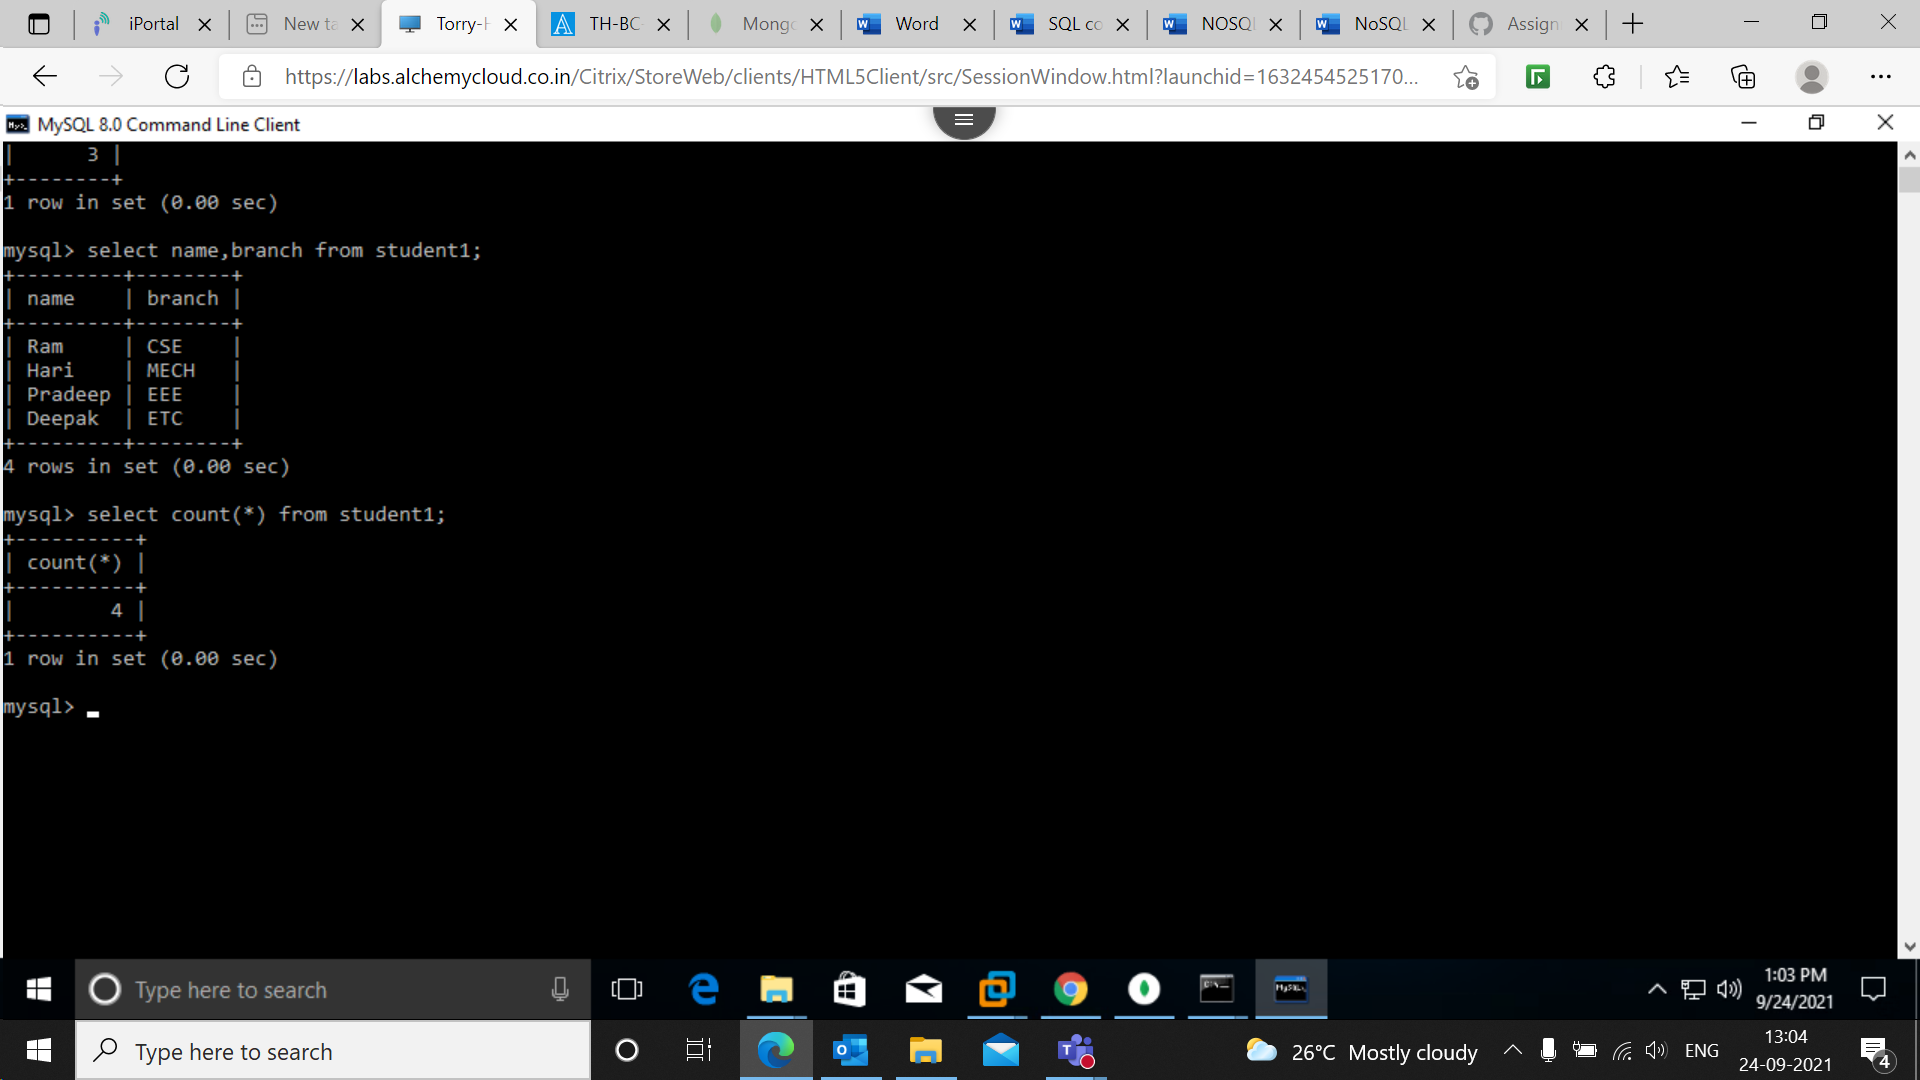 iPortal
New ta
Torry-H
TH-BC-
Mongo
Word
SQL co
NOSQL
NoSQL
Assign
https://labs.alchemycloud.co.in/Citrix/StoreWeb/clients/HTML5Client/src/SessionWindow.html?launchid=1632454525170...
MySQL 8.0 Command Line Client
|      3 |
+--------+
1 row in set (0.00 sec)
mysql> select name,branch from student1;
+---------+--------+
| name    | branch |
+---------+--------+
| Ram     | CSE    |
| Hari    | MECH   |
| Pradeep | EEE    |
| Deepak  | ETC    |
+---------+--------+
4 rows in set (0.00 sec)
mysql> select count(*) from student1;
+----------+
| count(*) |
+----------+
|        4 |
+----------+
1 row in set (0.00 sec)
mysql> _
Type here to search
1:03 PM
9/24/2021
Type here to search
26°C Mostly cloudy
ENG
13:04
24-09-2021
4